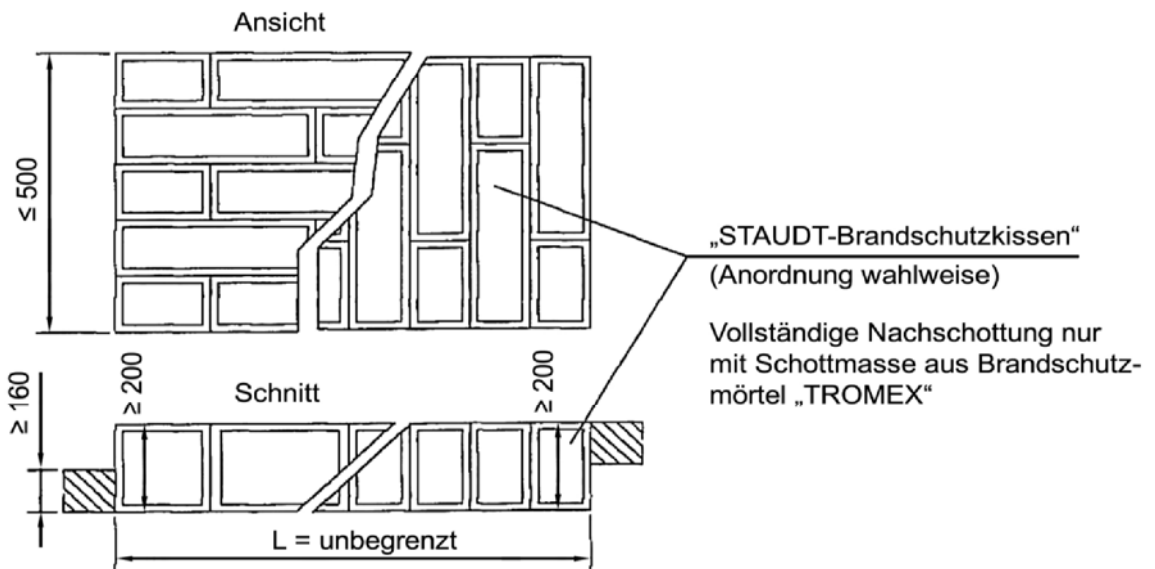 Ansicht
≤ 500
„STAUDT-Brandschutzkissen“
(Anordnung wahlweise)
Vollständige Nachschottung nur
mit Schottmasse aus Brandschutz-
mörtel „TROMEX“
≥ 160
≥ 200
Schnitt
≥ 200
L = unbegrenzt